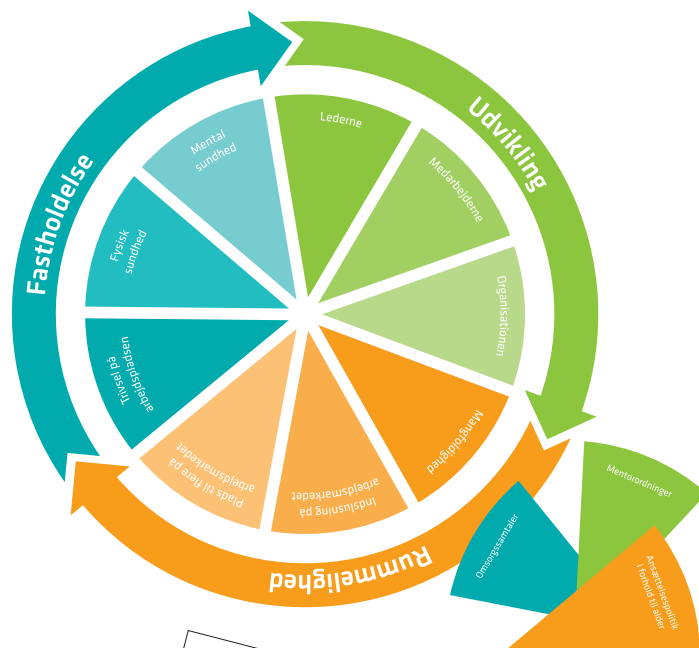 Udvikling
Lederne
Medarbejderne
Organisationen
Rummelighed
Mangfoldighed
Indslusning på
arbejdsmarkedet
Plads til flere på
arbejdsmarkedet
Fastholdelse
Trivsel på
arbejdspladsen
Fysisk
sundhed
Mental
sundhed
Omsorgssamtaler
Mentorordninger
Ansættelsespolitik
i forhold til alder